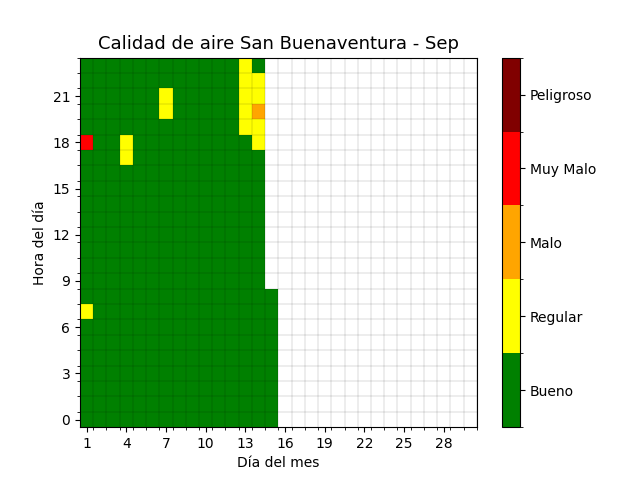 Calidad de aire San Buenaventura - Sep
Hora del día
21
18
15
12
9
6
3
0
1 4 7 10 13 16 19 22 25 28
Día del mes
Peligroso
Muy Malo
Malo
Regular
Bueno